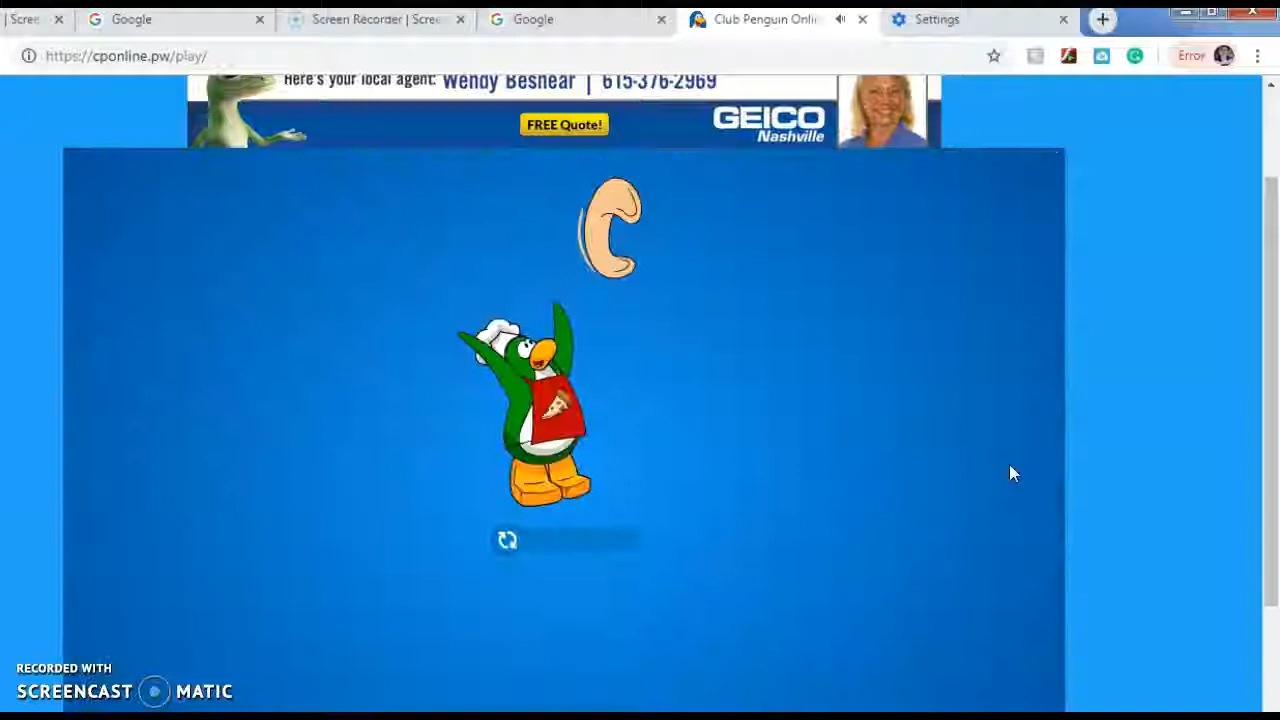 Scree
Google
Screen Recorder | Scree
Google
Club Penguin Onli
Settings
https://cponline.pw/play/
Error
Here's your local agent: Wendy Beshear | 615-376-2969
FREE Quote!
GEICO
Nashville
RECORDED WITH
SCREENCAST MATIC